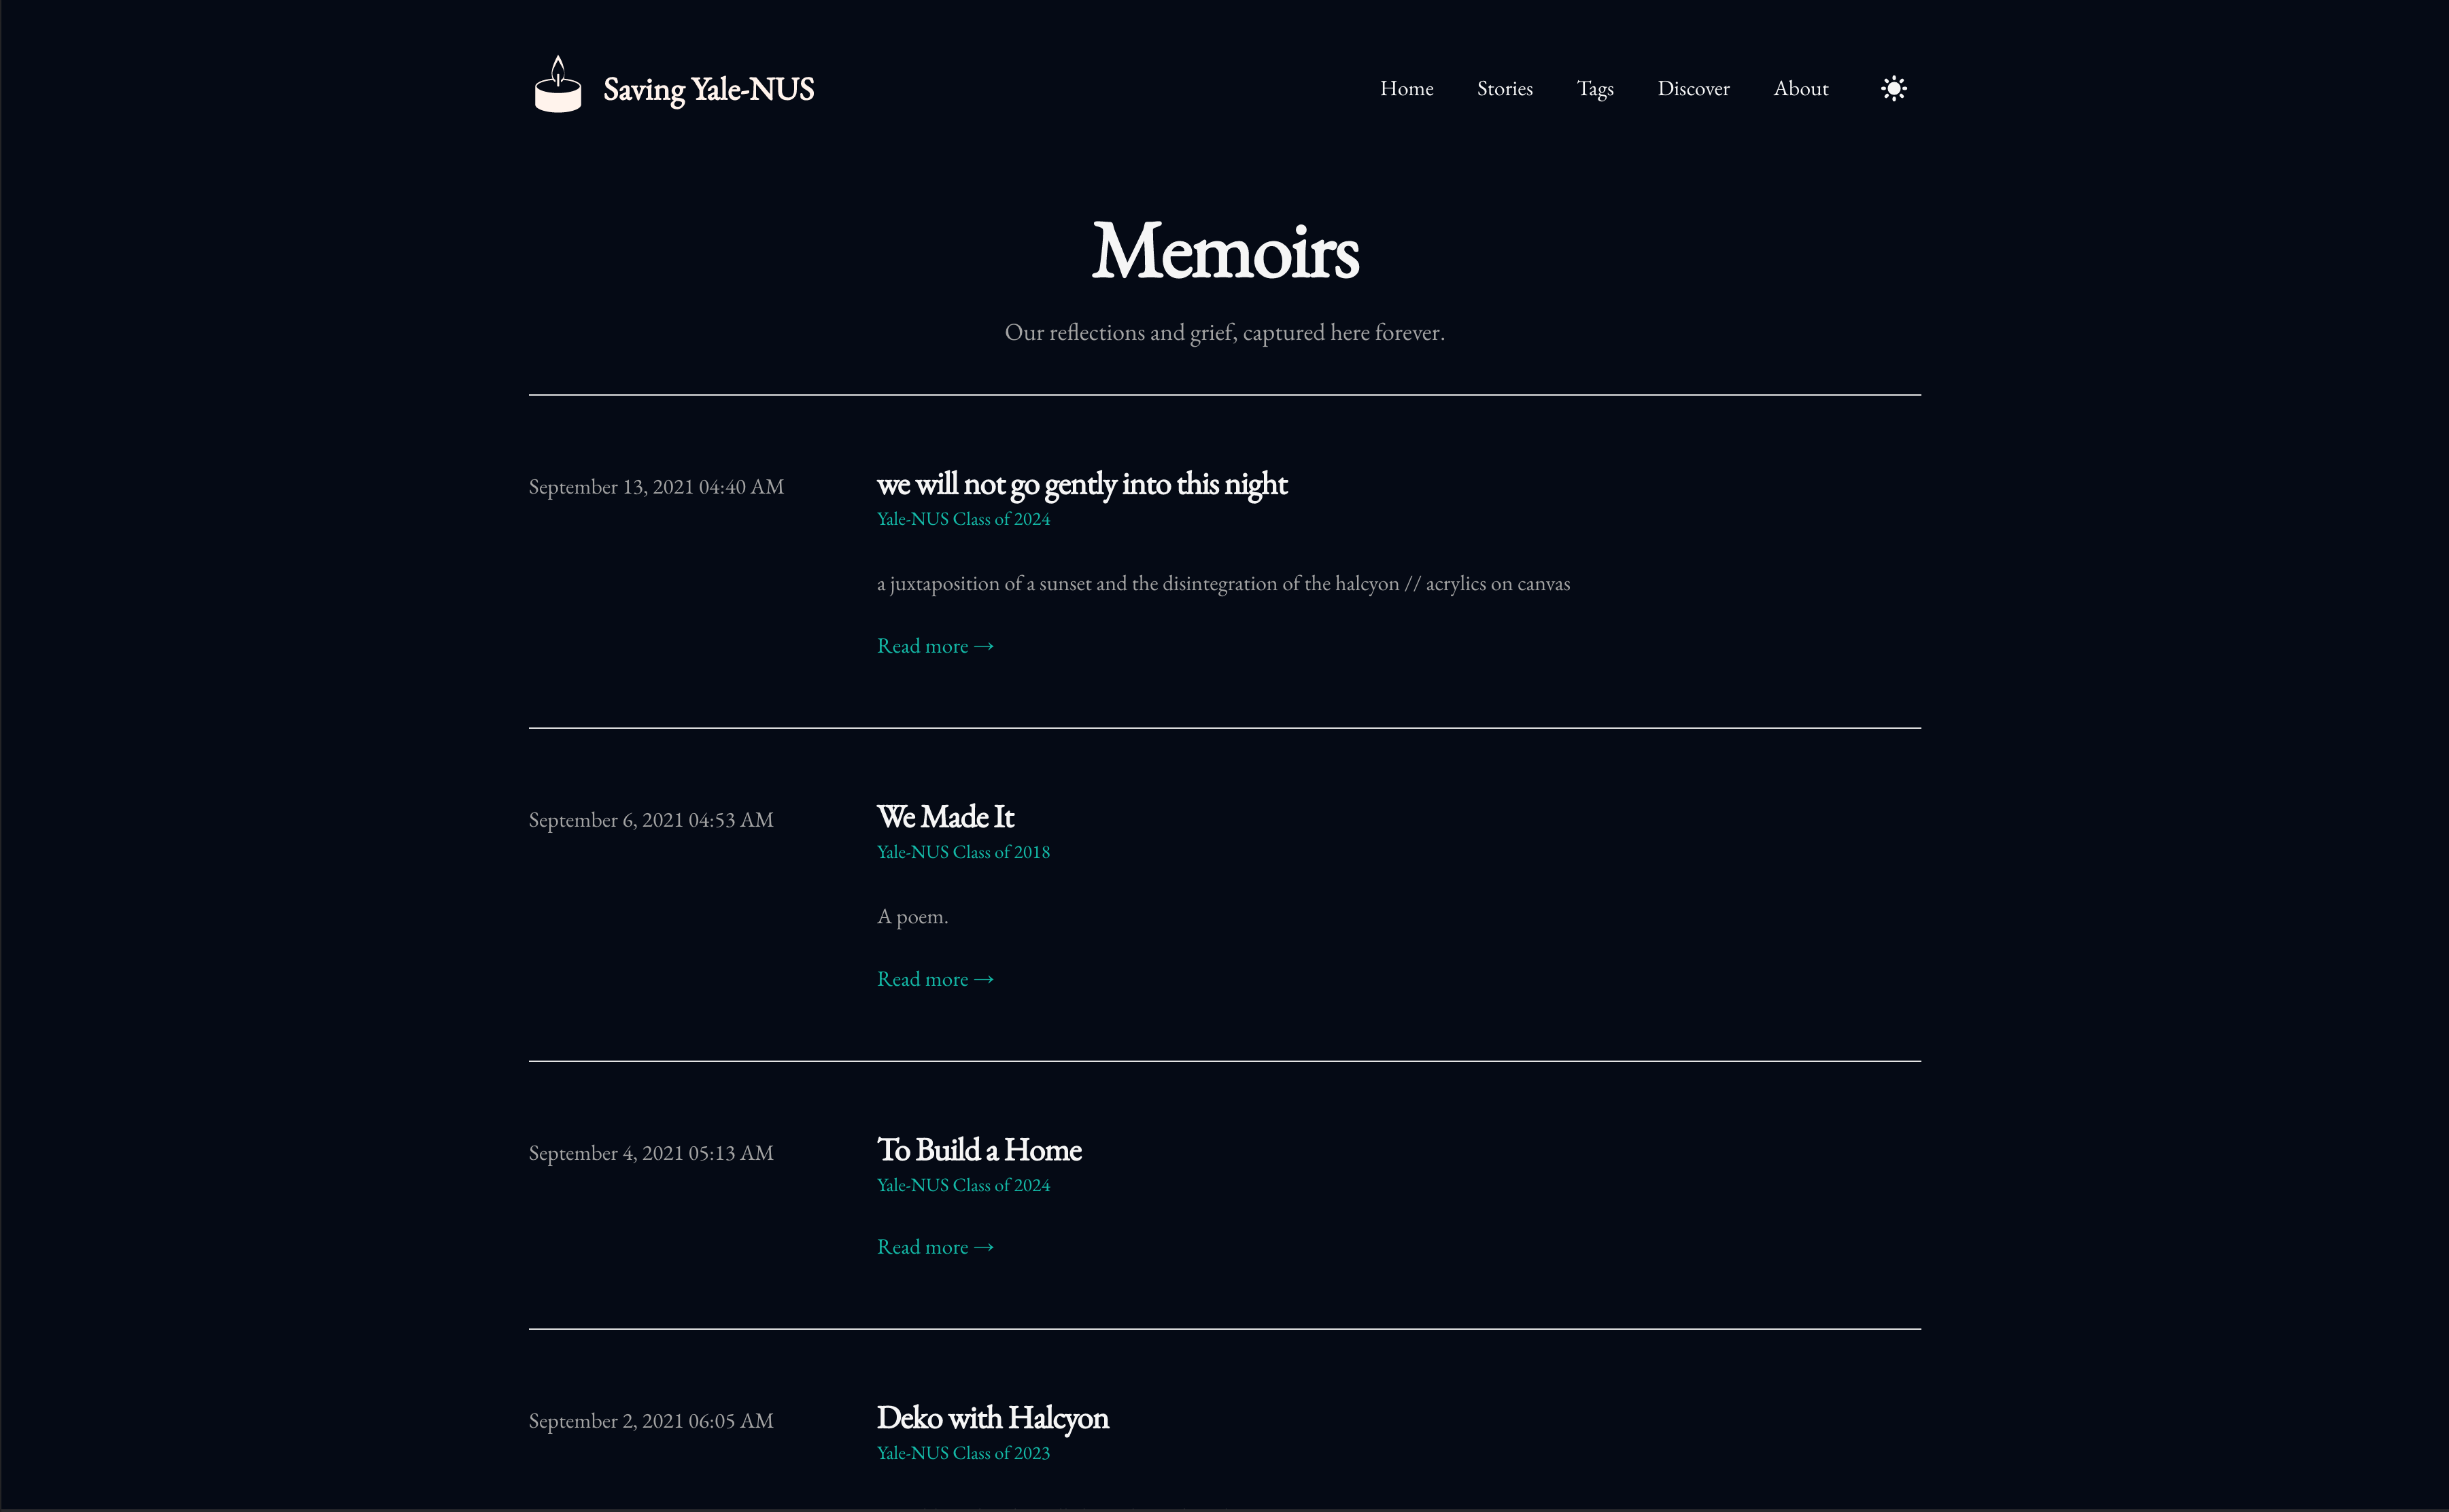 Saving Yale-NUS
Home Stories Tags Discover About
Memoirs
Our reflections and grief, captured here forever.
September 13, 2021 04:40 AM
we will not go gently into this night
Yale-NUS Class of 2024
a juxtaposition of a sunset and the disintegration of the halcyon // acrylics on canvas
Read more →
September 6, 2021 04:53 AM
We Made It
Yale-NUS Class of 2018
A poem.
Read more →
September 4, 2021 05:13 AM
To Build a Home
Yale-NUS Class of 2024
Read more →
September 2, 2021 06:05 AM
Deko with Halcyon
Yale-NUS Class of 2023